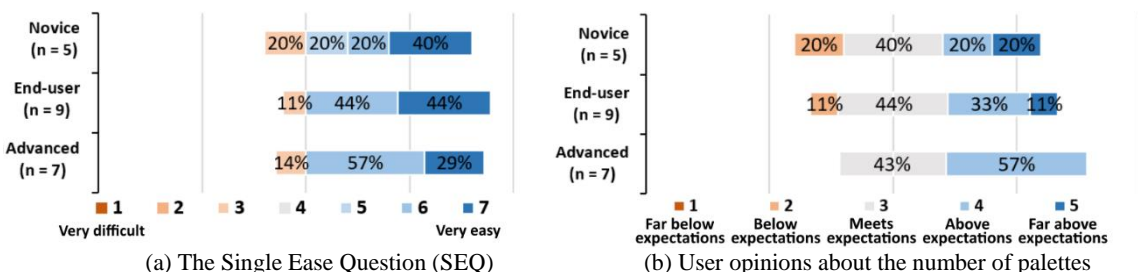 Novice
(n = 5)
20% 20% 20% 40%
End-user
(n = 9)
11% 44% 44%
Advanced
(n = 7)
14% 57% 29%
1 2 3 4 5 6 7
Very difficult Very easy
(a) The Single Ease Question (SEQ)
Novice
(n = 5)
20% 40% 20% 20%
End-user
(n = 9)
11% 44% 33% 11%
Advanced
(n = 7)
43% 57%
1 2 3 4 5
Far below Below Meets Above Far above
expectations expectations expectations expectations expectations
(b) User opinions about the number of palettes